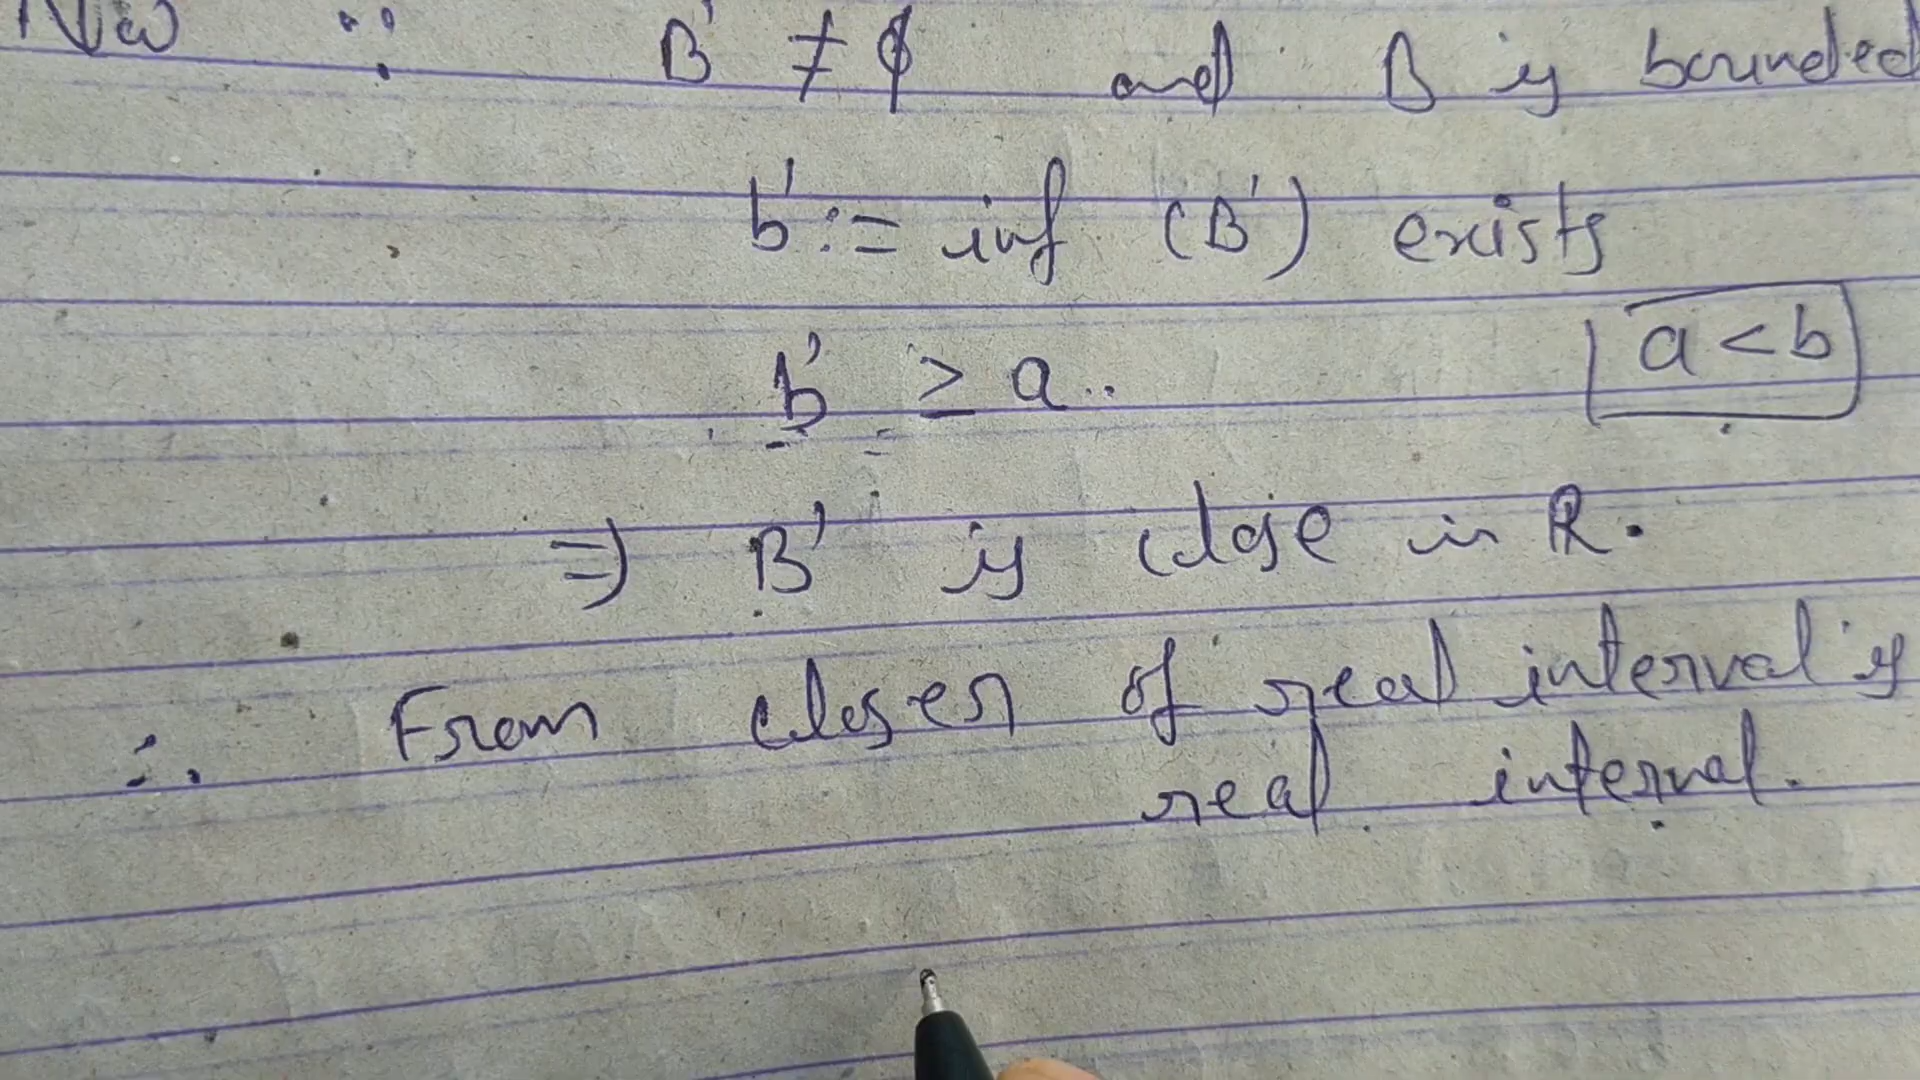 Now ∵ B' ≠ ϕ and B is bounded
b' := inf (B') exists
b' ≥ a..
a < b
⇒ B' is close in R.
∴ From closer of real interval is
real interval.